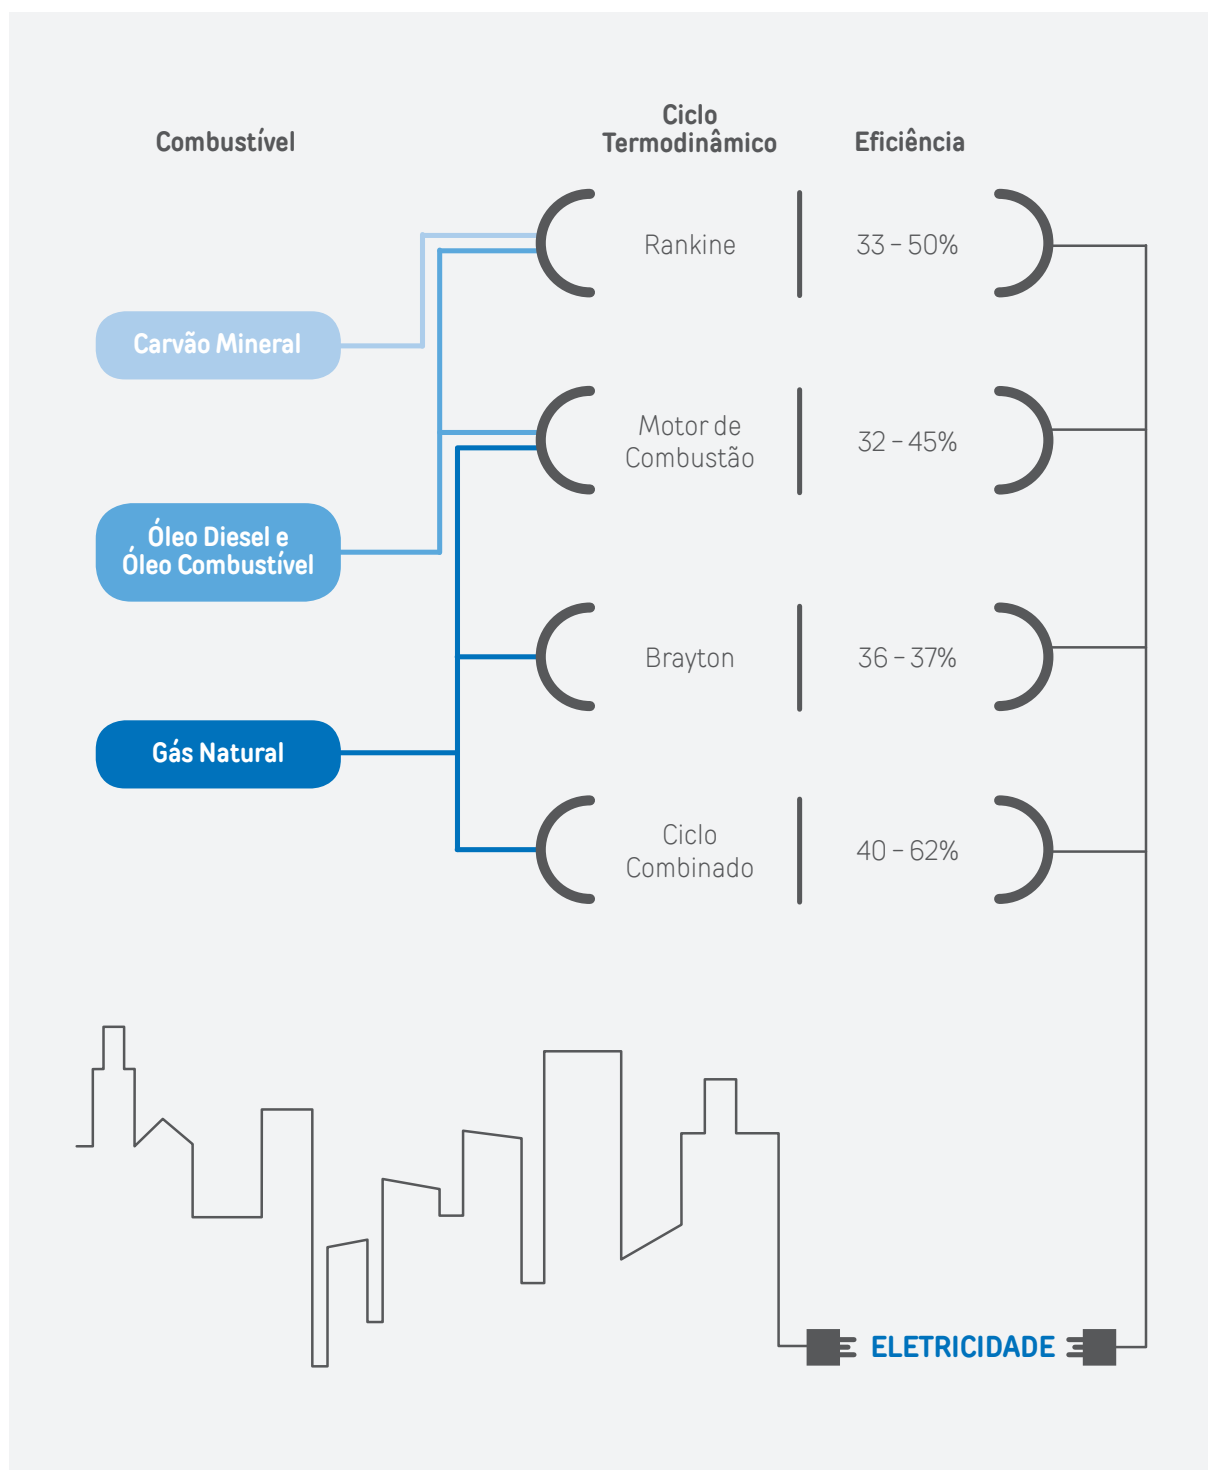 Combustível
Ciclo
Termodinâmico
Eficiência
Rankine
33 – 50%
Carvão Mineral
Motor de
Combustão
32 – 45%
Óleo Diesel e
Óleo Combustível
Brayton
36 – 37%
Gás Natural
Ciclo
Combinado
40 – 62%
ELETRICIDADE